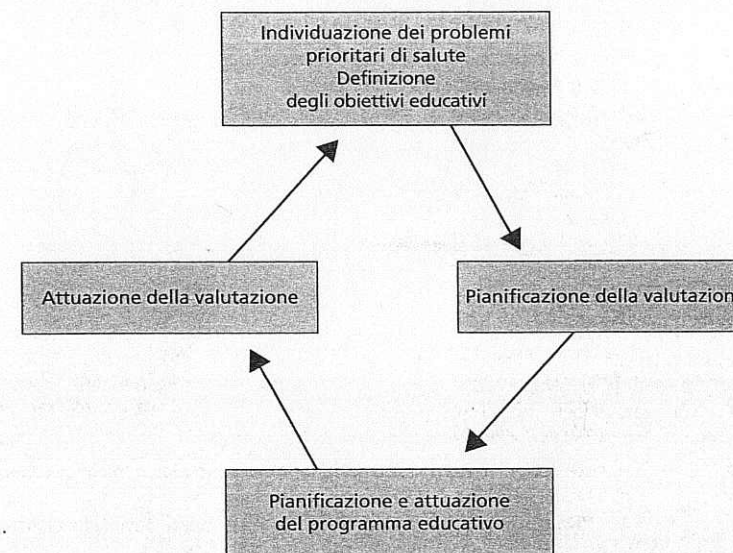 Individuazione dei problemi
prioritari di salute
Definizione
degli obiettivi educativi
Attuazione della valutazione
Pianificazione della valutazion
Pianificazione e attuazione
del programma educativo